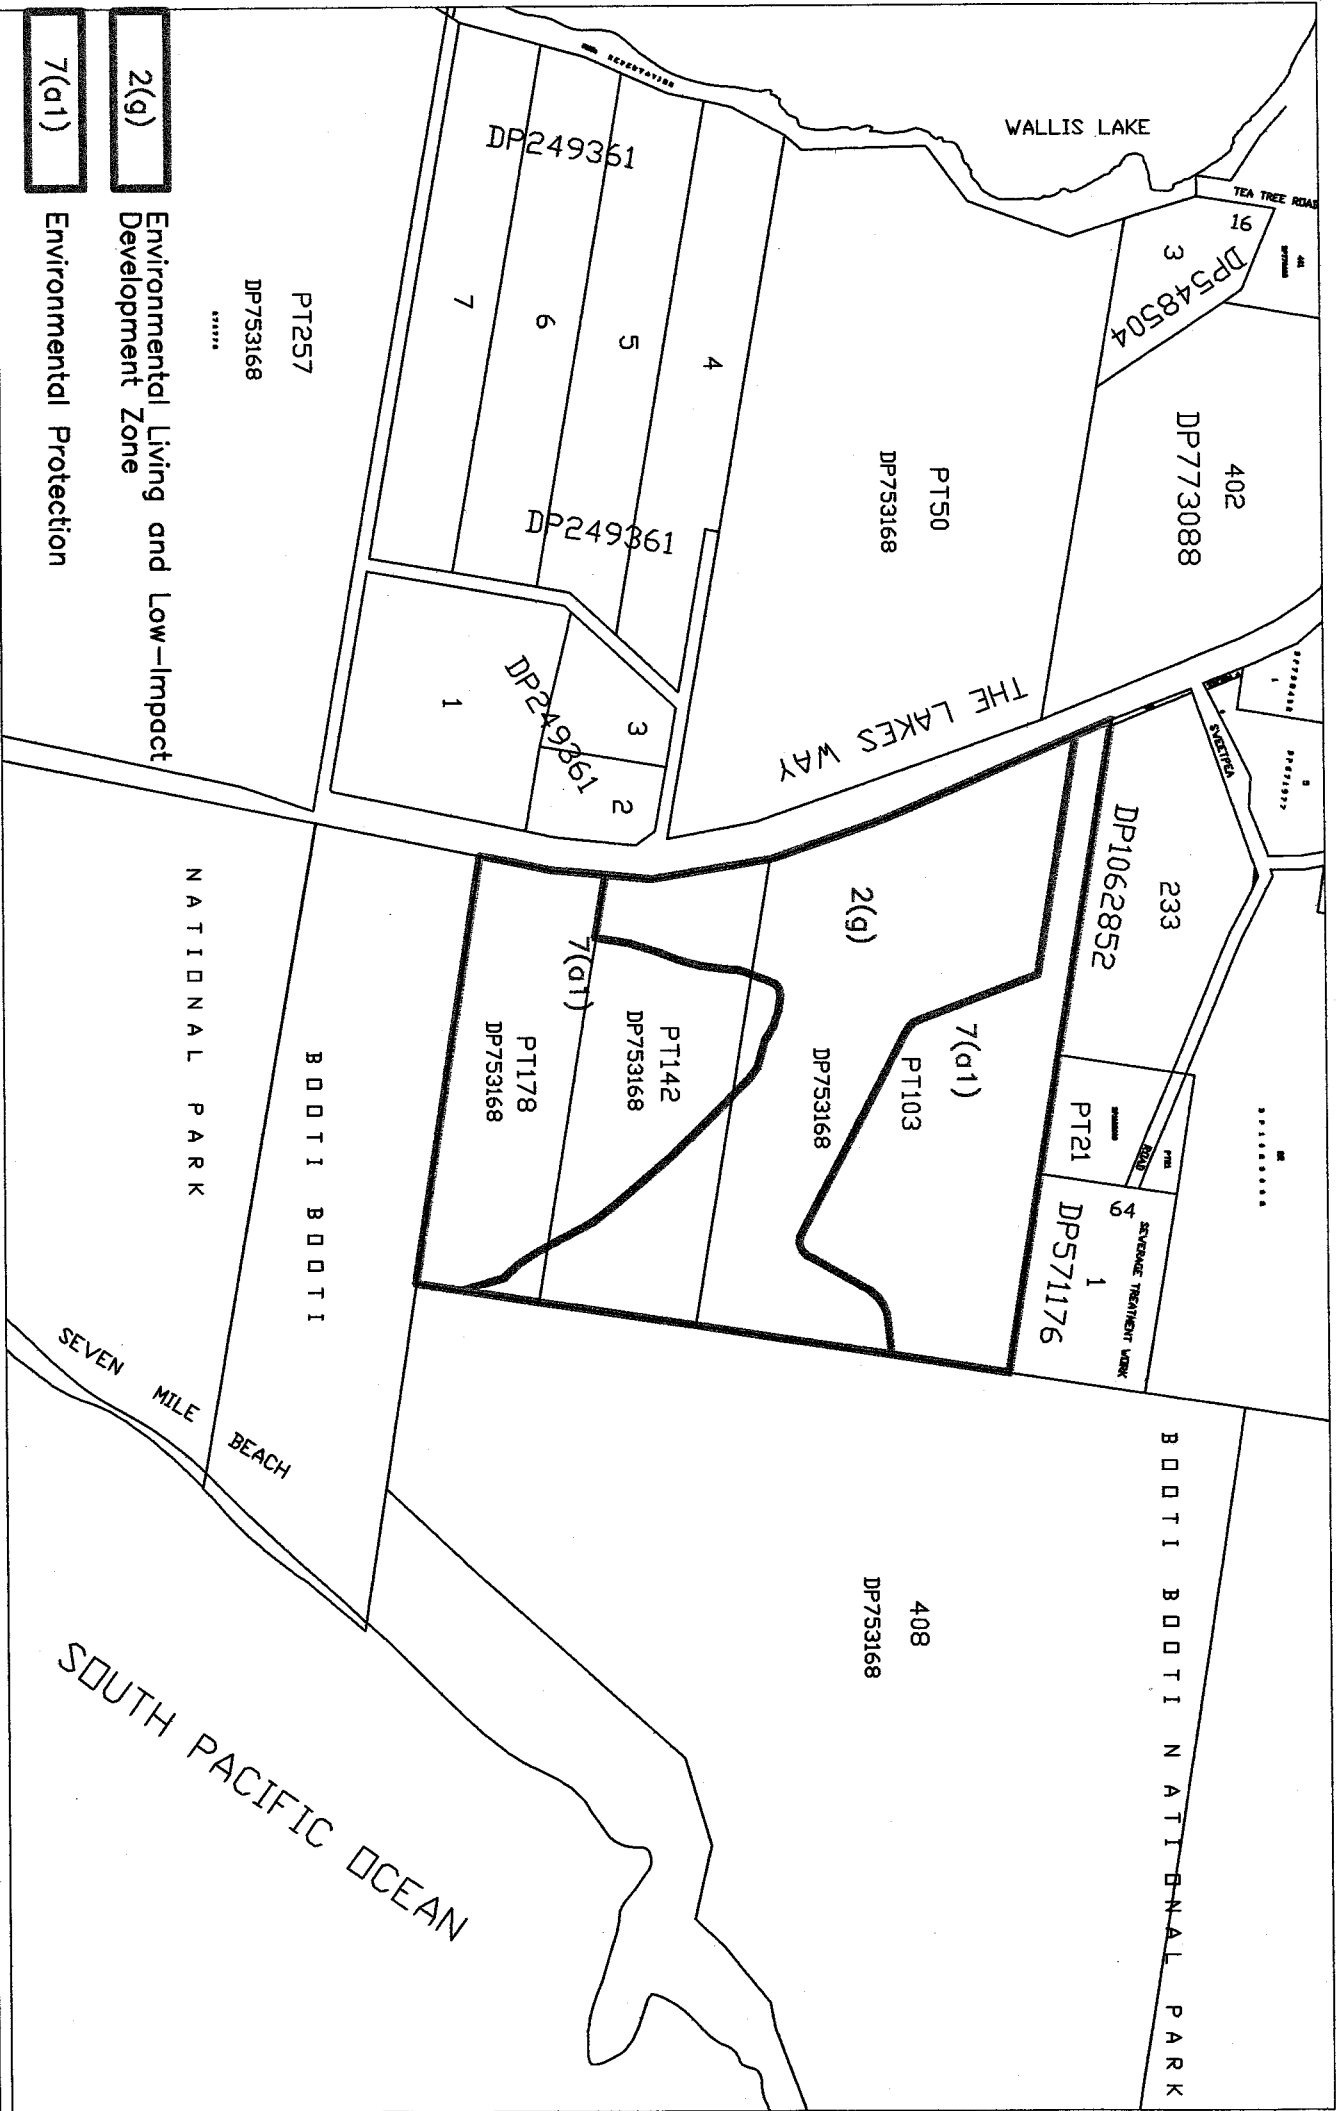 WALLIS LAKE
TEA TREE ROAD
16
3
DP548504
402
DP773088
RESERVATION
DP249361
4
5
6
7
DP249361
PT50
DP753168
PT257
DP753168
THE LAKES WAY
DP249361
1
2
3
SWEETPEA
233
DP1062852
PT21
ROAD
64
SEVERAGE TREATMENT WORK
1
DP571176
2(g)
7(a1)
PT103
DP753168
7(a1)
PT142
DP753168
PT178
DP753168
BOOTI BOOTI
NATIONAL PARK
BOOTI BOOTI NATIONAL PARK
408
DP753168
SEVEN MILE BEACH
SOUTH PACIFIC OCEAN
2(g)
Environmental Living and Low-Impact
Development Zone
7(a1)
Environmental Protection